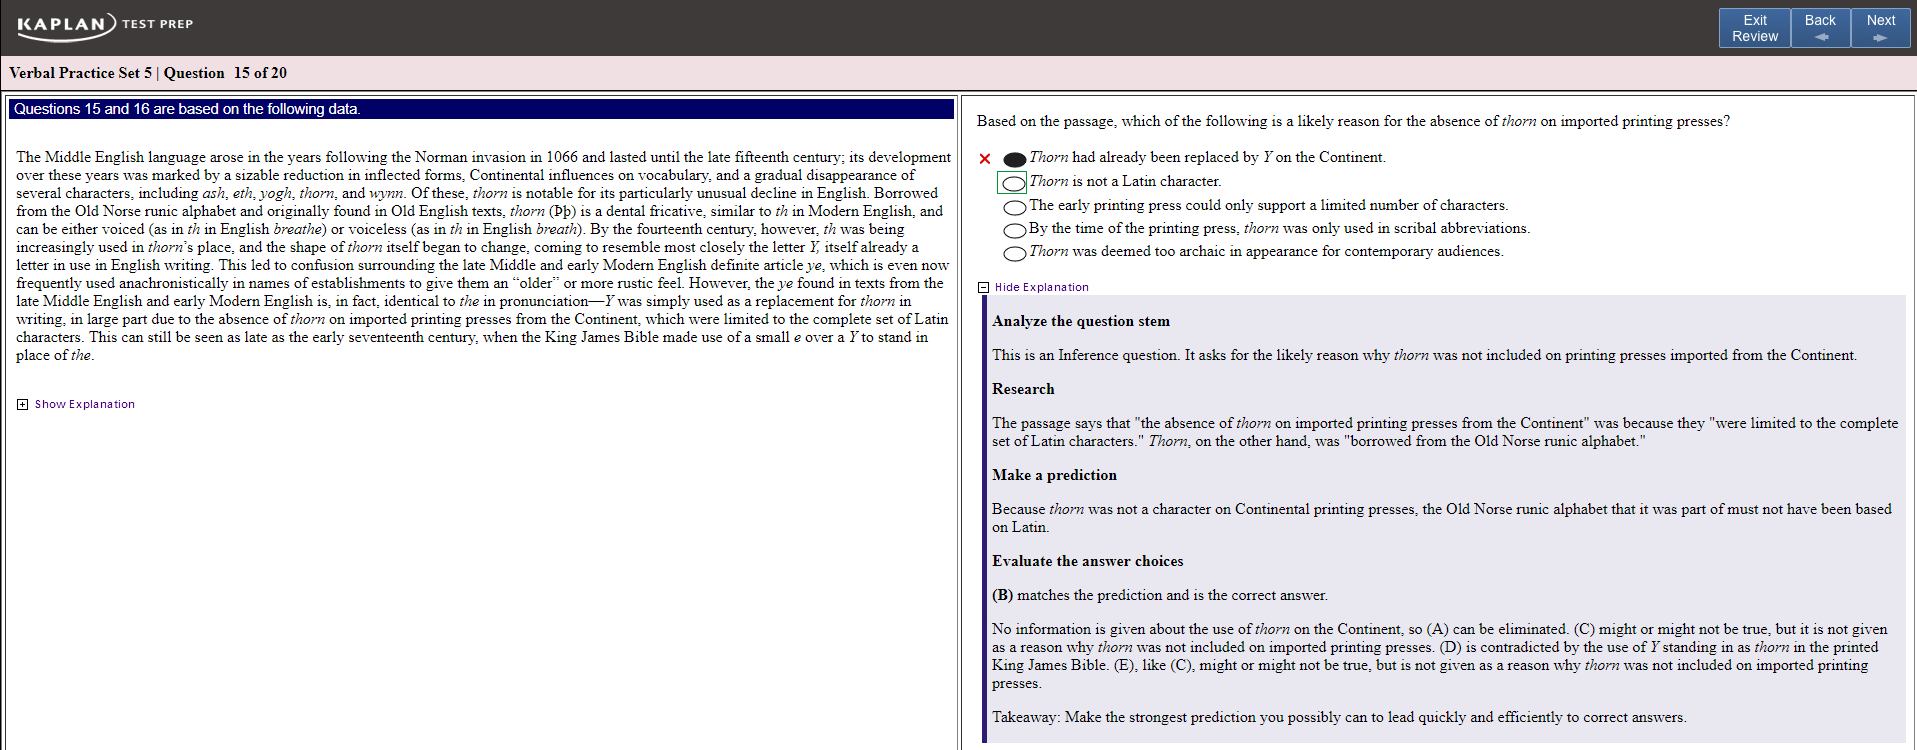 KAPLAN TEST PREP
Exit Review
Back
Next
Verbal Practice Set 5 | Question 15 of 20
Questions 15 and 16 are based on the following data.
The Middle English language arose in the years following the Norman invasion in 1066 and lasted until the late fifteenth century; its development
over these years was marked by a sizable reduction in inflected forms, Continental influences on vocabulary, and a gradual disappearance of
several characters, including ash, eth, yogh, thorn, and wynn. Of these, thorn is notable for its particularly unusual decline in English. Borrowed
from the Old Norse runic alphabet and originally found in Old English texts, thorn (Þþ) is a dental fricative, similar to th in Modern English, and
can be either voiced (as in th in English breathe) or voiceless (as in th in English breath). By the fourteenth century, however, th was being
increasingly used in thorn's place, and the shape of thorn itself began to change, coming to resemble most closely the letter Y, itself already a
letter in use in English writing. This led to confusion surrounding the late Middle and early Modern English definite article ye, which is even now
frequently used anachronistically in names of establishments to give them an “older” or more rustic feel. However, the ye found in texts from the
late Middle English and early Modern English is, in fact, identical to the in pronunciation—Y was simply used as a replacement for thorn in
writing, in large part due to the absence of thorn on imported printing presses from the Continent, which were limited to the complete set of Latin
characters. This can still be seen as late as the early seventeenth century, when the King James Bible made use of a small e over a Y to stand in
place of the.
Show Explanation
Based on the passage, which of the following is a likely reason for the absence of thorn on imported printing presses?
Thorn had already been replaced by Y on the Continent.
Thorn is not a Latin character.
The early printing press could only support a limited number of characters.
By the time of the printing press, thorn was only used in scribal abbreviations.
Thorn was deemed too archaic in appearance for contemporary audiences.
Hide Explanation
Analyze the question stem
This is an Inference question. It asks for the likely reason why thorn was not included on printing presses imported from the Continent.
Research
The passage says that "the absence of thorn on imported printing presses from the Continent" was because they "were limited to the complete
set of Latin characters." Thorn, on the other hand, was "borrowed from the Old Norse runic alphabet."
Make a prediction
Because thorn was not a character on Continental printing presses, the Old Norse runic alphabet that it was part of must not have been based
on Latin.
Evaluate the answer choices
(B) matches the prediction and is the correct answer.
No information is given about the use of thorn on the Continent, so (A) can be eliminated. (C) might or might not be true, but it is not given
as a reason why thorn was not included on imported printing presses. (D) is contradicted by the use of Y standing in as thorn in the printed
King James Bible. (E), like (C), might or might not be true, but is not given as a reason why thorn was not included on imported printing
presses.
Takeaway: Make the strongest prediction you possibly can to lead quickly and efficiently to correct answers.